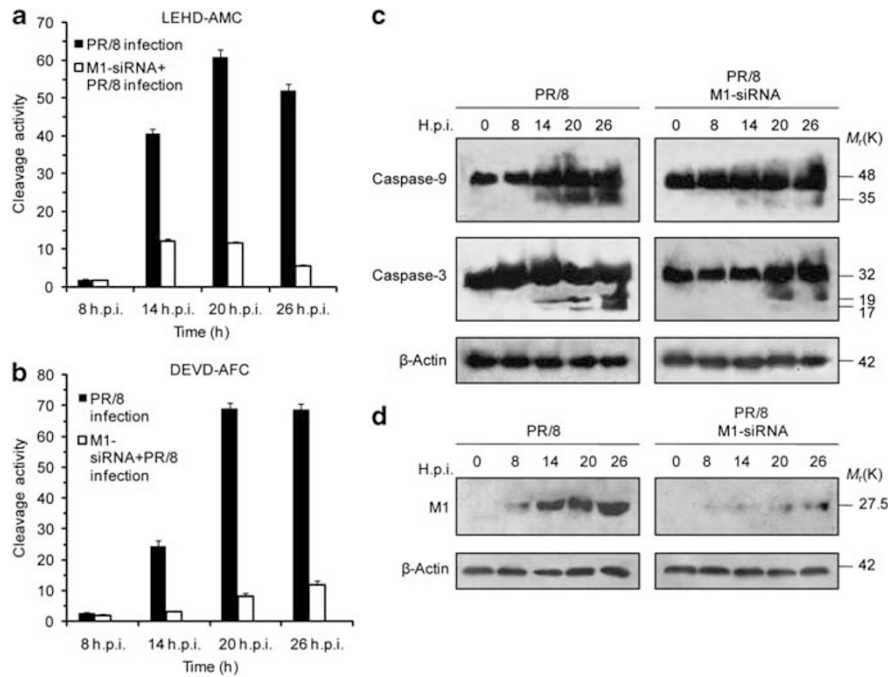 a
LEHD-AMC
70
60
50
40
30
20
10
0
Cleavage activity
PR/8 infection
M1-siRNA+
PR/8 infection
8 h.p.i. 14 h.p.i. 20 h.p.i. 26 h.p.i.
Time (h)
b
DEVD-AFC
80
70
60
50
40
30
20
10
0
Cleavage activity
PR/8
infection
M1-
siRNA+PR/8
infection
8 h.p.i. 14 h.p.i. 20 h.p.i. 26 h.p.i.
Time (h)
c
PR/8
PR/8
M1-siRNA
H.p.i. 0 8 14 20 26 0 8 14 20 26 Mr(K)
Caspase-9
48
35
Caspase-3
32
19
17
β-Actin 42
d
PR/8
PR/8
M1-siRNA
H.p.i. 0 8 14 20 26 0 8 14 20 26 Mr(K)
M1 27.5
β-Actin 42